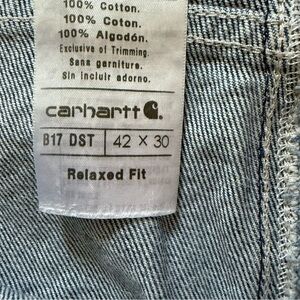 100% Cotton.
100% Coton.
100% Algodón.
Exclusive of Trimming.
Sans garniture.
Sin incluir adorno.
carhartt
B17 DST 42 X 30
Relaxed Fit